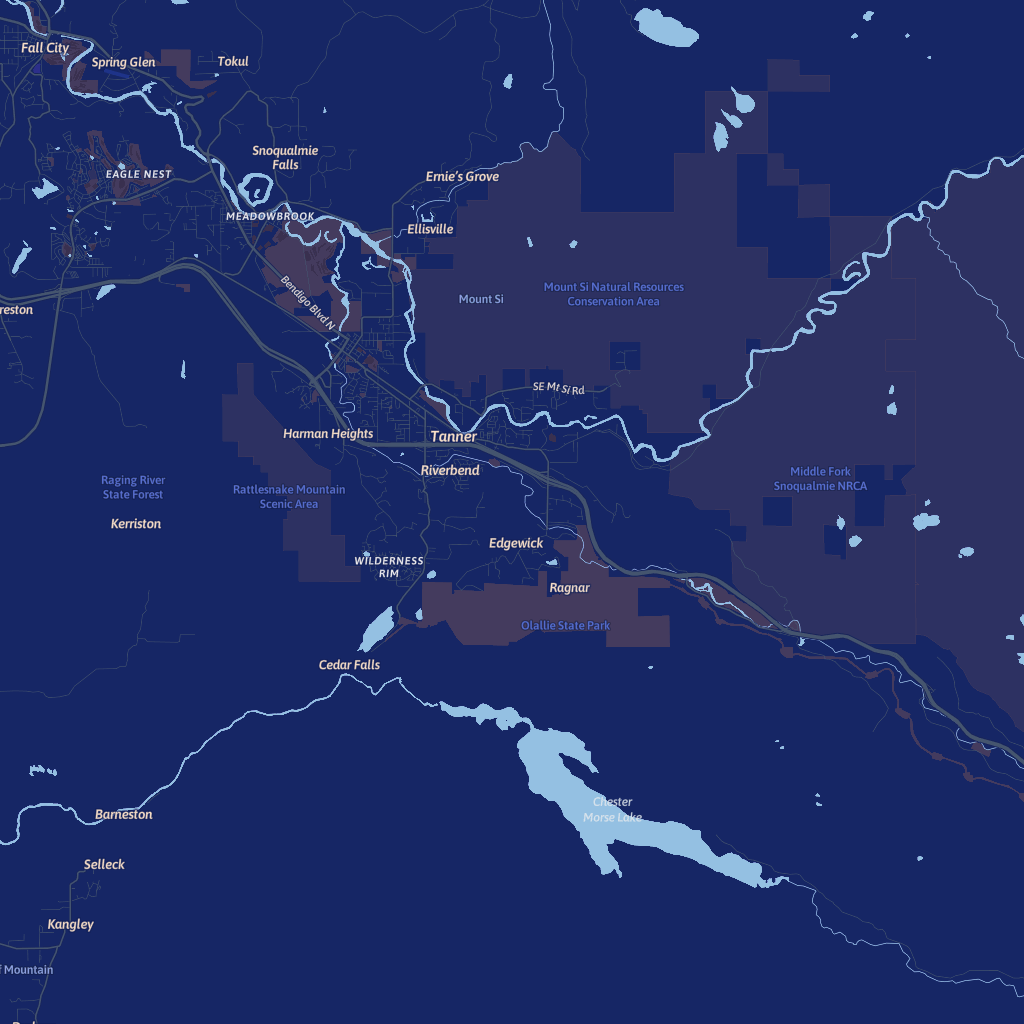 Fall City
Spring Glen
Tokul
Snoqualmie
Falls
EAGLE NEST
Ernie's Grove
MEADOWBROOK
Ellisville
Bendigo Blvd N
Mount Si
Mount Si Natural Resources
Conservation Area
reston
SE Mt Si Rd
Harman Heights
Tanner
Riverbend
Raging River
State Forest
Rattlesnake Mountain
Scenic Area
Middle Fork
Snoqualmie NRCA
Kerriston
Edgewick
WILDERNESS
RIM
Ragnar
Olallie State Park
Cedar Falls
Chester
Morse Lake
Barneston
Selleck
Kangley
f Mountain